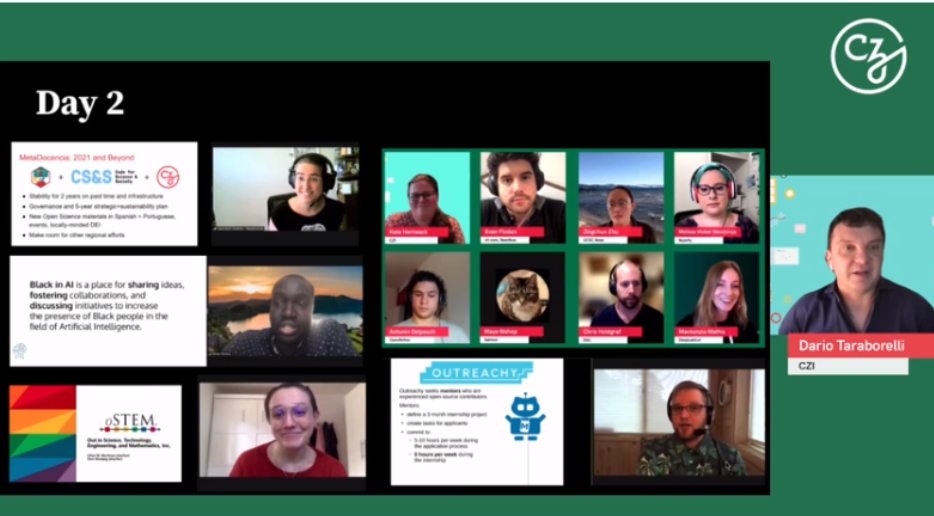 CZI
Day 2
MetaDocencia: 2021 and Beyond
+ CS&S Code for Science & Society +
Stability for 2 years on paid time and infrastructure
Governance and 5-year strategic+sustainability plan
New Open Science materials in Spanish + Portuguese,
events, locally-minded DEI
Make room for other regional efforts
Kate Hertweck
CZI
Evan Floden
Jingchun Zhu
Black in AI is a place for sharing ideas,
fostering collaborations, and
discussing initiatives to increase
the presence of Black people in the
field of Artificial Intelligence.
Maya Bishop
Chris Holdgraf
Mackenzie Mathis
Dario Taraborelli
CZI
oSTEM
Out in Science, Technology,
Engineering, and Mathematics, Inc.
OUTREACHY
Outreachy seeks mentors who are
experienced open source contributors
Mentors:
define a 3 month internship project
create tasks for applicants
commit to:
5-10 hours per week during
the application process
5 hours per week during
the internship